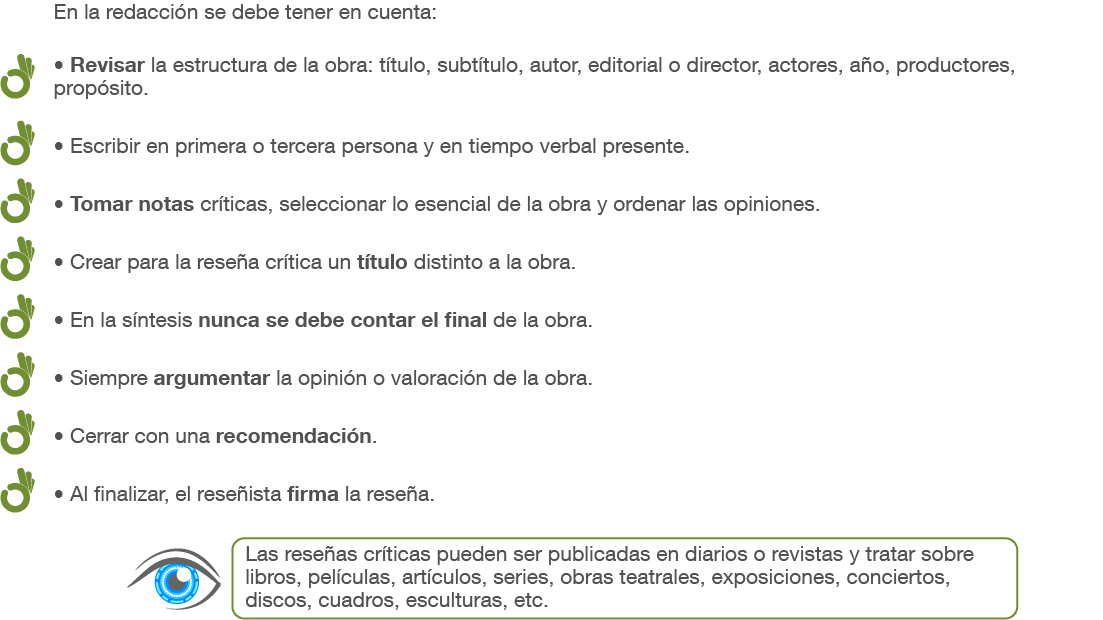 En la redacción se debe tener en cuenta:
• Revisar la estructura de la obra: título, subtítulo, autor, editorial o director, actores, año, productores,
propósito.
• Escribir en primera o tercera persona y en tiempo verbal presente.
• Tomar notas críticas, seleccionar lo esencial de la obra y ordenar las opiniones.
• Crear para la reseña crítica un título distinto a la obra.
• En la síntesis nunca se debe contar el final de la obra.
• Siempre argumentar la opinión o valoración de la obra.
• Cerrar con una recomendación.
• Al finalizar, el reseñista firma la reseña.
Las reseñas críticas pueden ser publicadas en diarios o revistas y tratar sobre
libros, películas, artículos, series, obras teatrales, exposiciones, conciertos,
discos, cuadros, esculturas, etc.